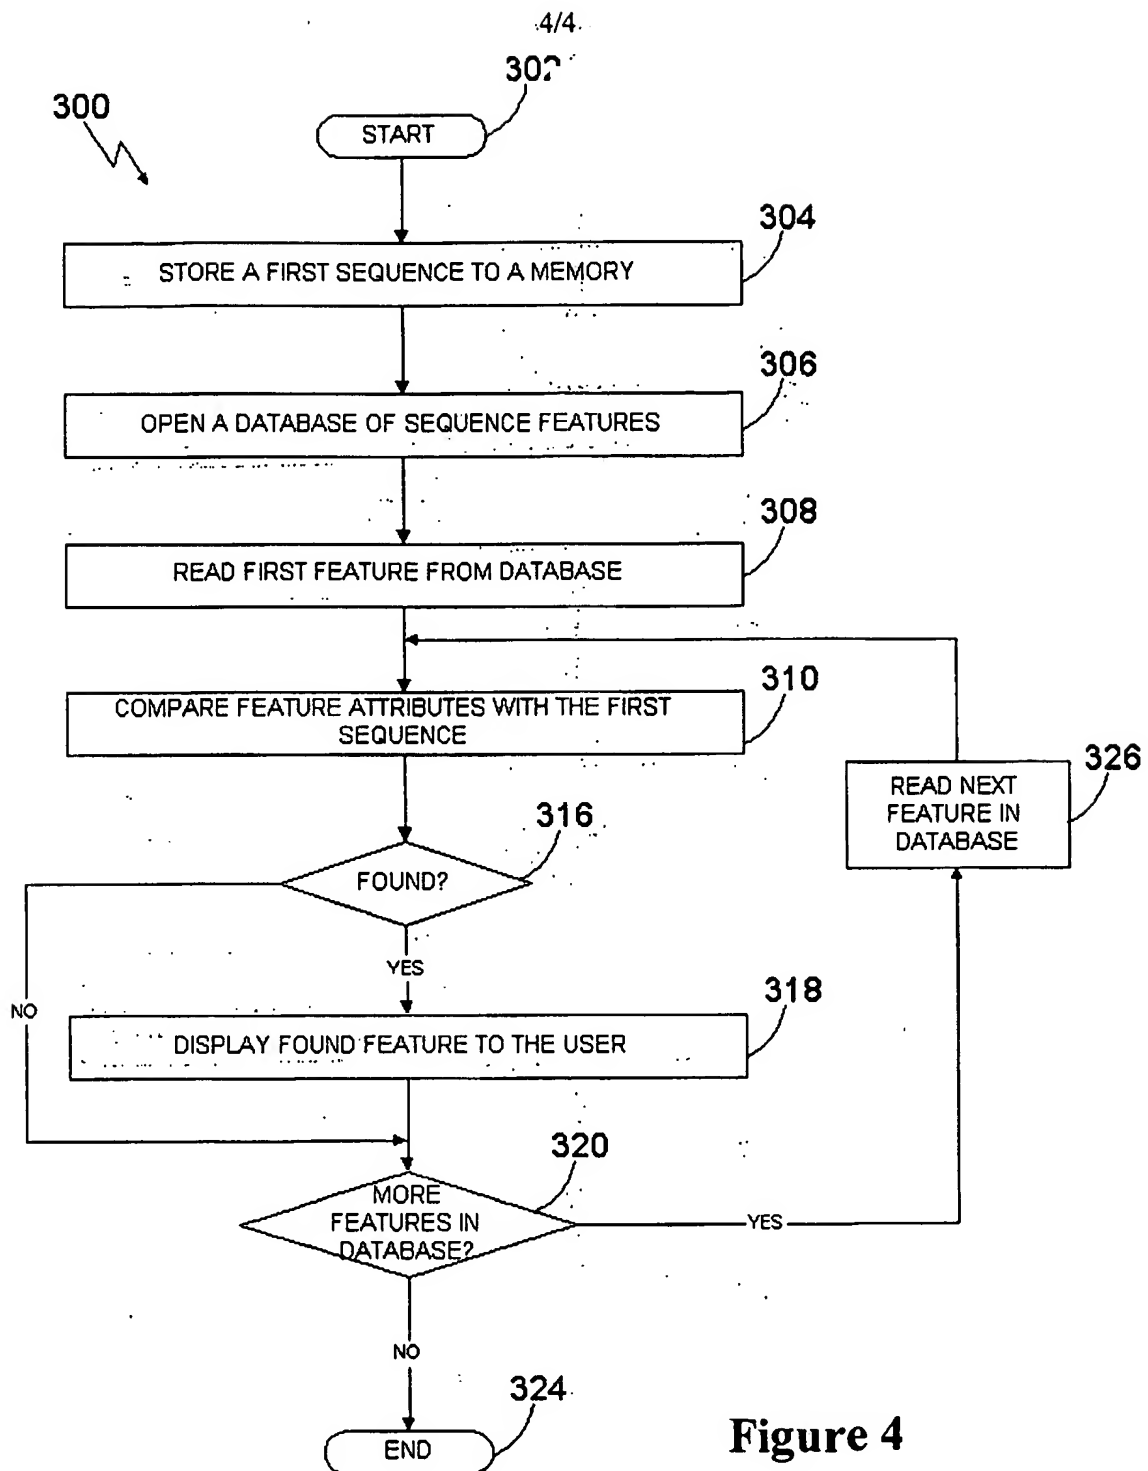 4/4
302
300
START
304
STORE A FIRST SEQUENCE TO A MEMORY
306
OPEN A DATABASE OF SEQUENCE FEATURES
308
READ FIRST FEATURE FROM DATABASE
310
COMPARE FEATURE ATTRIBUTES WITH THE FIRST
SEQUENCE
326
READ NEXT
FEATURE IN
DATABASE
316
FOUND?
YES
NO
318
DISPLAY FOUND FEATURE TO THE USER
320
MORE
FEATURES IN
DATABASE?
YES
NO
324
END
Figure 4